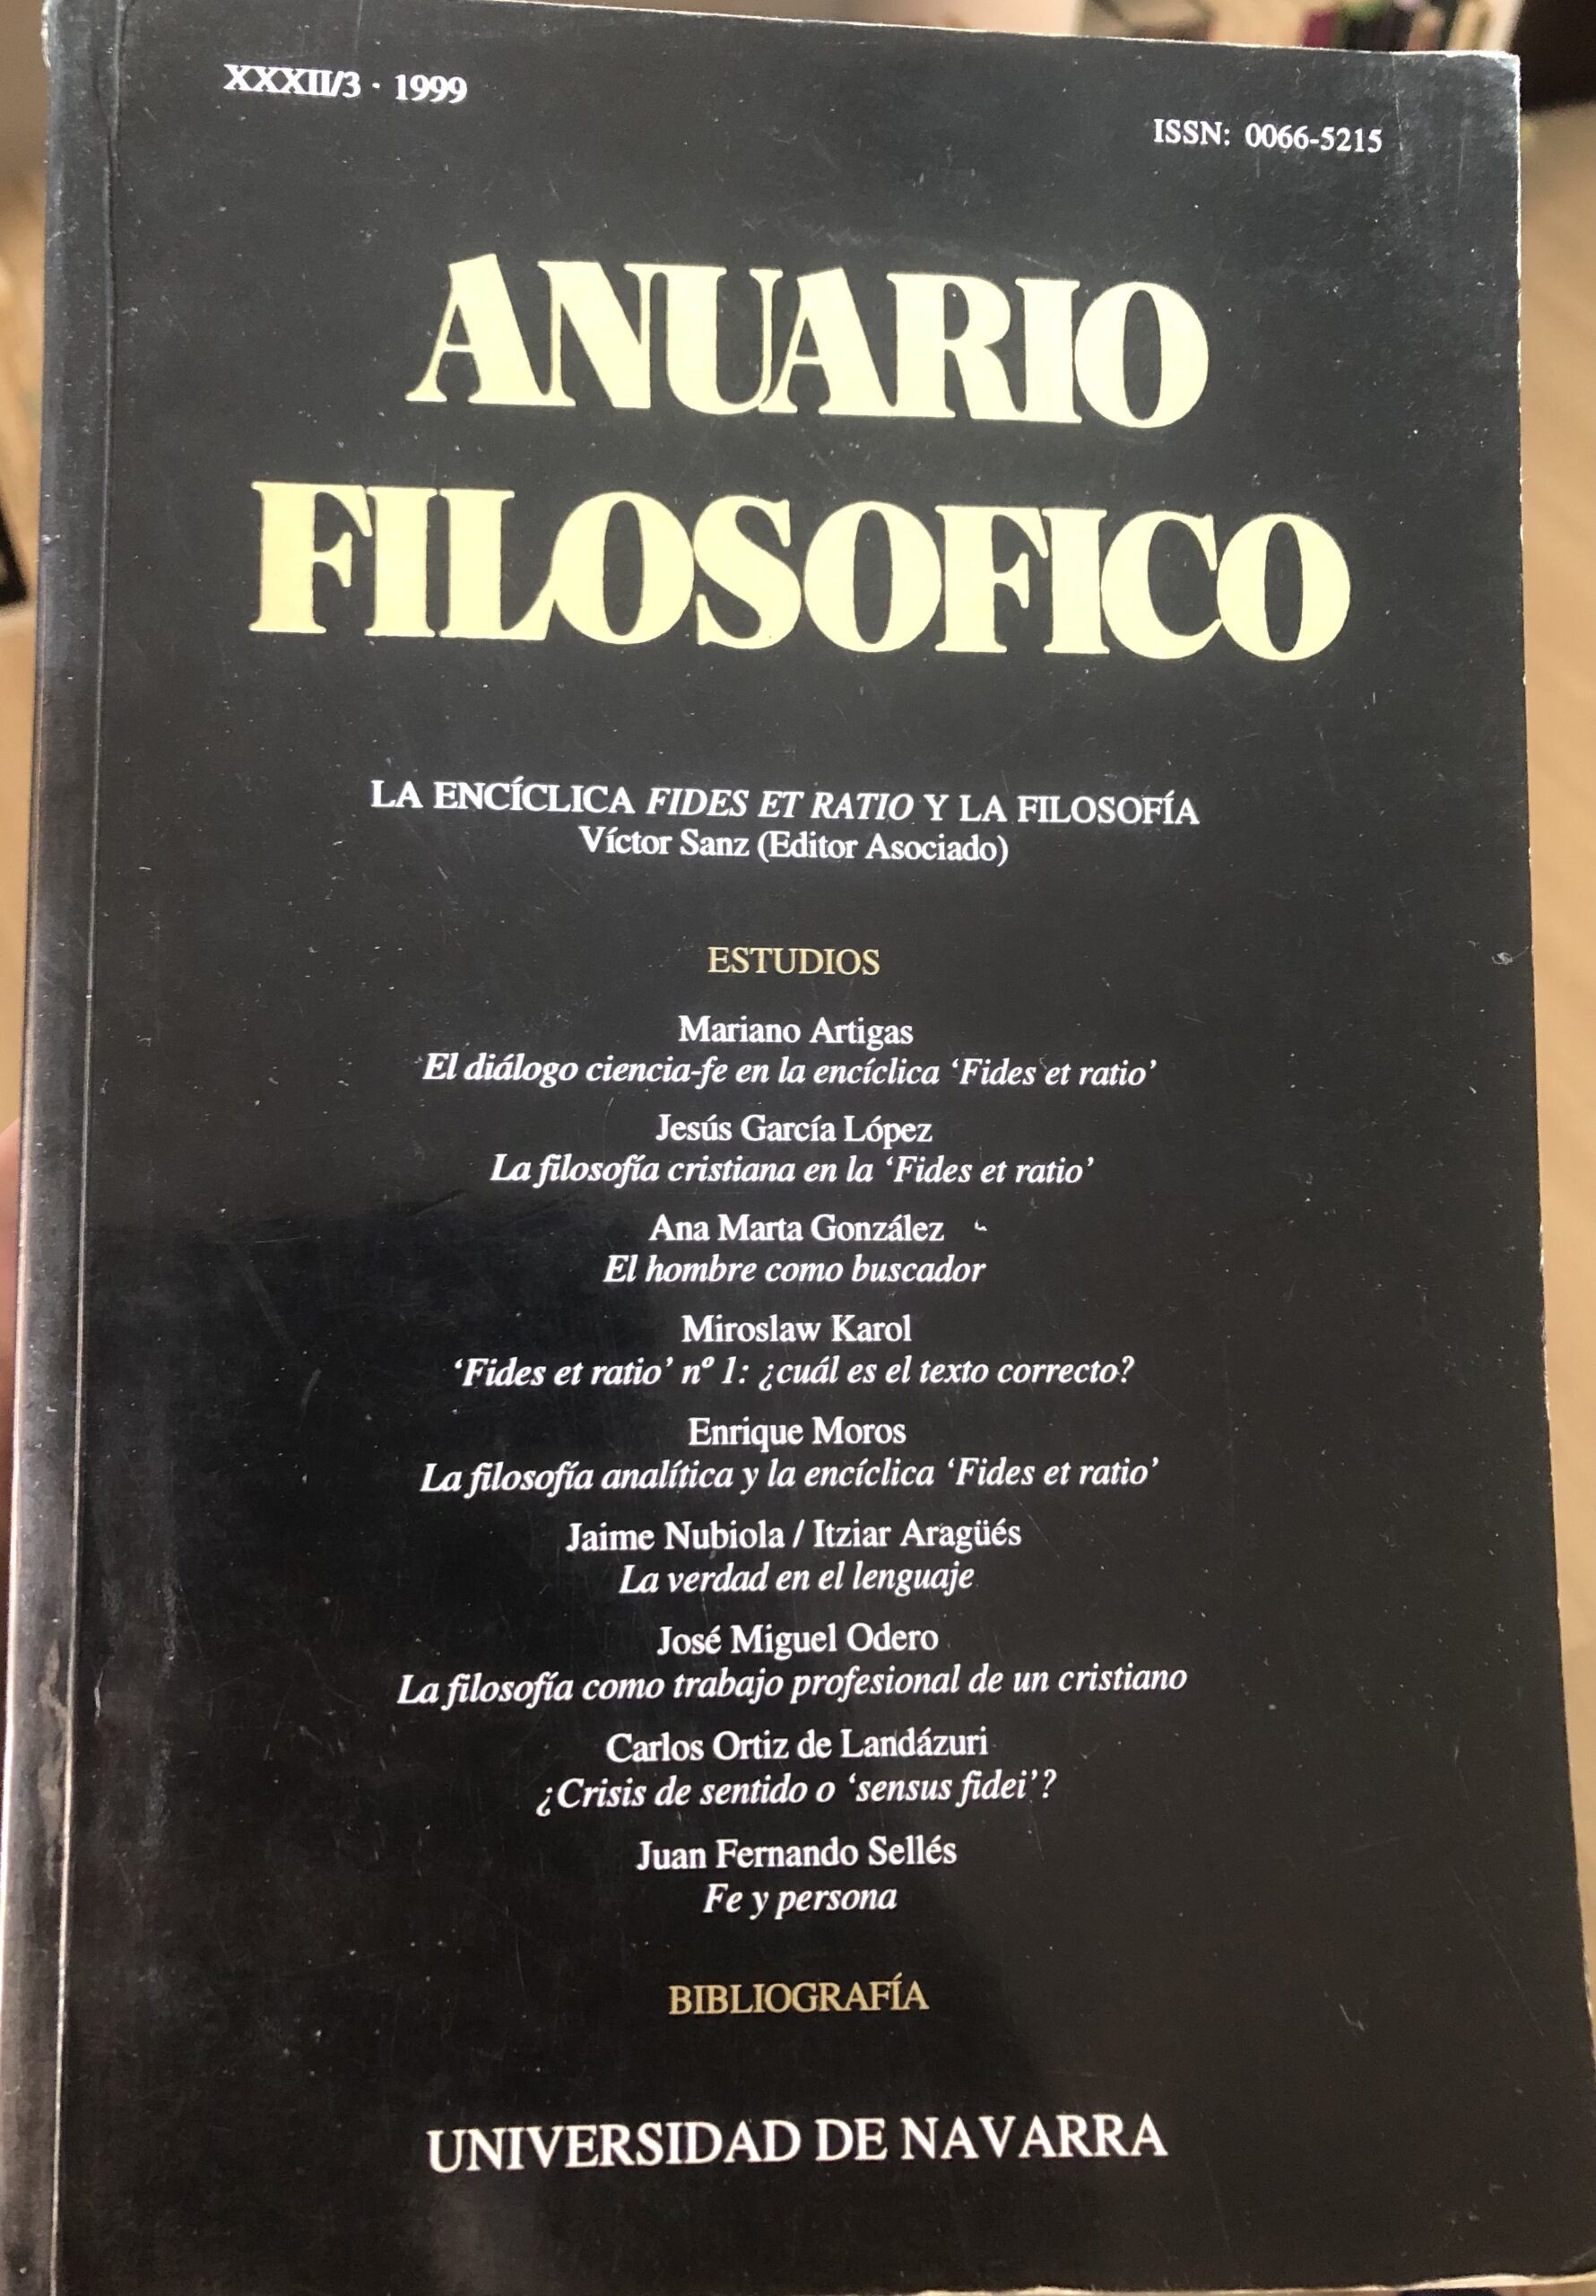 XXXII/3 · 1999
ISSN: 0066-5215
ANUARIO
FILOSOFICO
LA ENCÍCLICA FIDES ET RATIO Y LA FILOSOFÍA
Víctor Sanz (Editor Asociado)
ESTUDIOS
Mariano Artigas
El diálogo ciencia-fe en la encíclica ‘Fides et ratio’
Jesús García López
La filosofía cristiana en la ‘Fides et ratio’
Ana Marta González
El hombre como buscador
Miroslaw Karol
‘Fides et ratio’ nº 1: ¿cuál es el texto correcto?
Enrique Moros
La filosofía analítica y la encíclica ‘Fides et ratio’
Jaime Nubiola / Itziar Aragüés
La verdad en el lenguaje
José Miguel Odero
La filosofía como trabajo profesional de un cristiano
Carlos Ortiz de Landázuri
¿Crisis de sentido o ‘sensus fidei’?
Juan Fernando Sellés
Fe y persona
BIBLIOGRAFÍA
UNIVERSIDAD DE NAVARRA